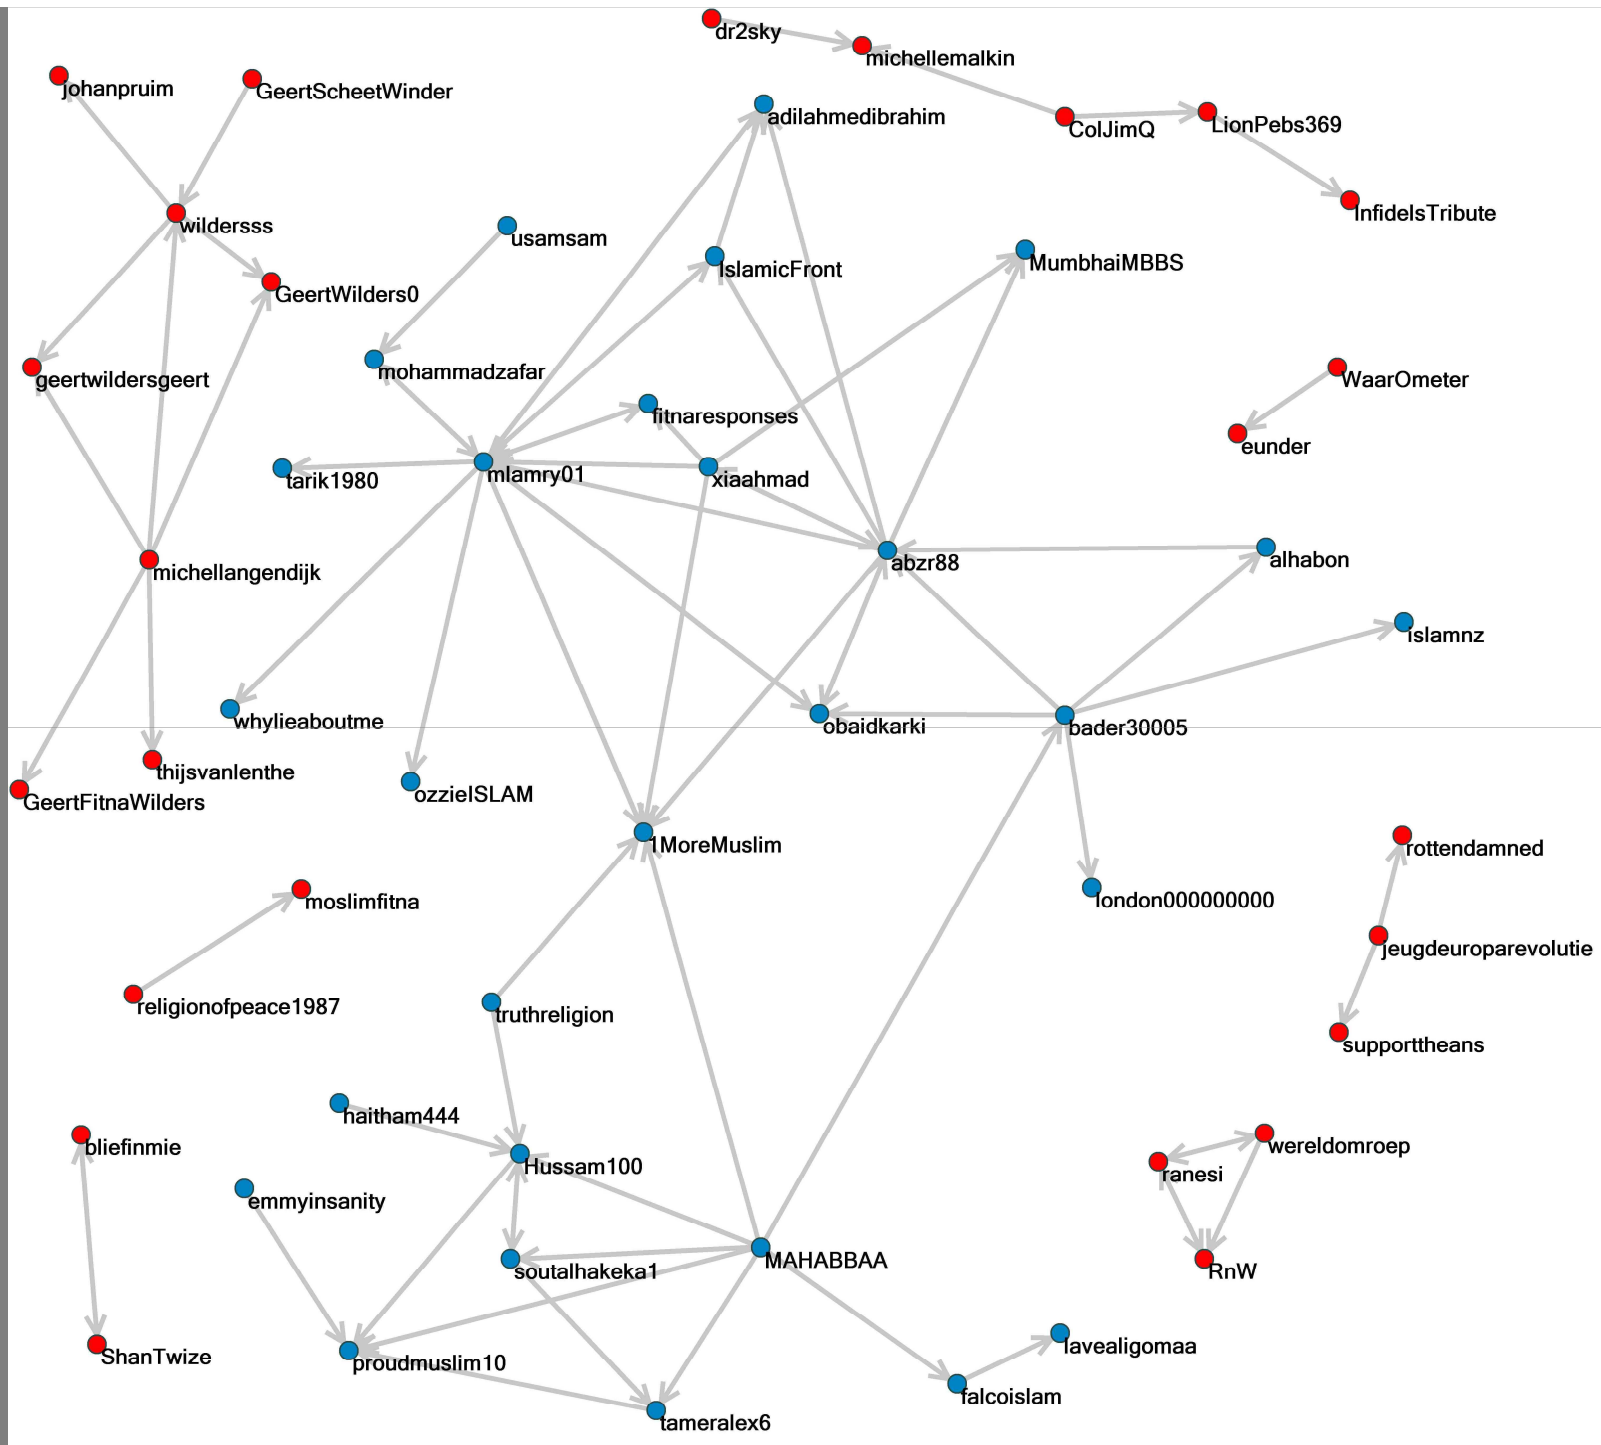 dr2sky
michellemalkin
johanpruim
GeertScheetWinder
adilahmedibrahim
ColJimQ
LionPebs369
InfidelsTribute
wildersss
usamsam
IslamicFront
MumbhaiMBBS
GeertWilders0
geertwildersgeert
mohammadzafar
WaarOmeter
fitnaresponses
eunder
tarik1980
mlamry01
xiaahmad
abzr88
alhabon
michellangendijk
islamnz
whylieaboutme
obaidkarki
bader30005
thijsvanlenthe
GeertFitnaWilders
ozzieISLAM
1MoreMuslim
rottendamned
moslimfitna
london000000000
jeugdeuroparevolutie
religionofpeace1987
truthreligion
supporttheans
haitham444
bliefinmie
wereldomroep
Hussam100
ranesi
emmyinsanity
soutalhakeka1
MAHABBAA
RnW
ShanTwize
proudmuslim10
lavealigomaa
falcoislam
tameralex6